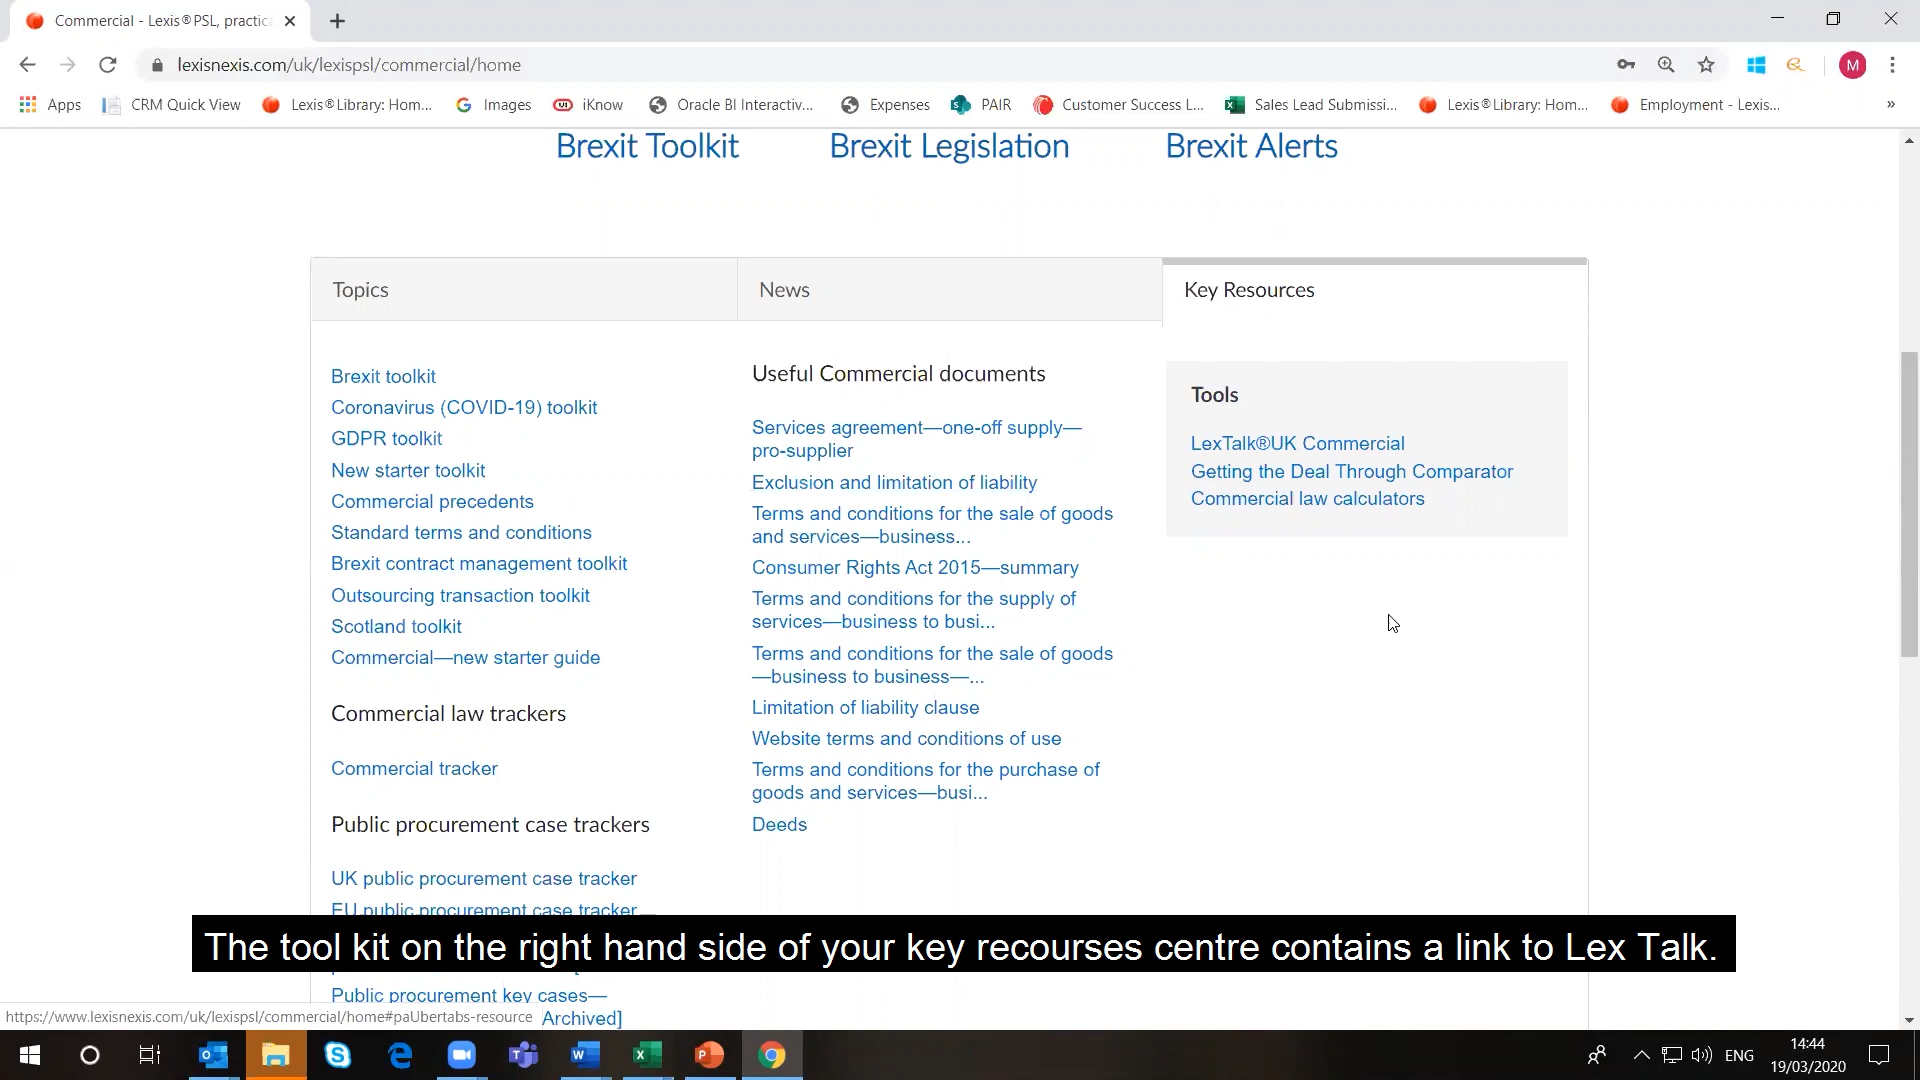 Commercial - Lexis®PSL, practic
lexisnexis.com/uk/lexispsl/commercial/home
M
Apps CRM Quick View Lexis®Library: Hom... Images iKnow Oracle BI Interactiv... Expenses PAIR Customer Success L... Sales Lead Submissi... Lexis®Library: Hom... Employment - Lexis... »
Brexit Toolkit Brexit Legislation Brexit Alerts
Topics News Key Resources
Brexit toolkit
Coronavirus (COVID-19) toolkit
GDPR toolkit
New starter toolkit
Commercial precedents
Standard terms and conditions
Brexit contract management toolkit
Outsourcing transaction toolkit
Scotland toolkit
Commercial—new starter guide
Commercial law trackers
Commercial tracker
Public procurement case trackers
UK public procurement case tracker
EU public procurement case tracker—
Public procurement key cases—
Archived]
Useful Commercial documents
Services agreement—one-off supply—
pro-supplier
Exclusion and limitation of liability
Terms and conditions for the sale of goods
and services—business...
Consumer Rights Act 2015—summary
Terms and conditions for the supply of
services—business to busi...
Terms and conditions for the sale of goods
—business to business—...
Limitation of liability clause
Website terms and conditions of use
Terms and conditions for the purchase of
goods and services—busi...
Deeds
Tools
LexTalk®UK Commercial
Getting the Deal Through Comparator
Commercial law calculators
The tool kit on the right hand side of your key recourses centre contains a link to Lex Talk.
https://www.lexisnexis.com/uk/lexispsl/commercial/home#paUbertabs-resource
ENG
14:44
19/03/2020